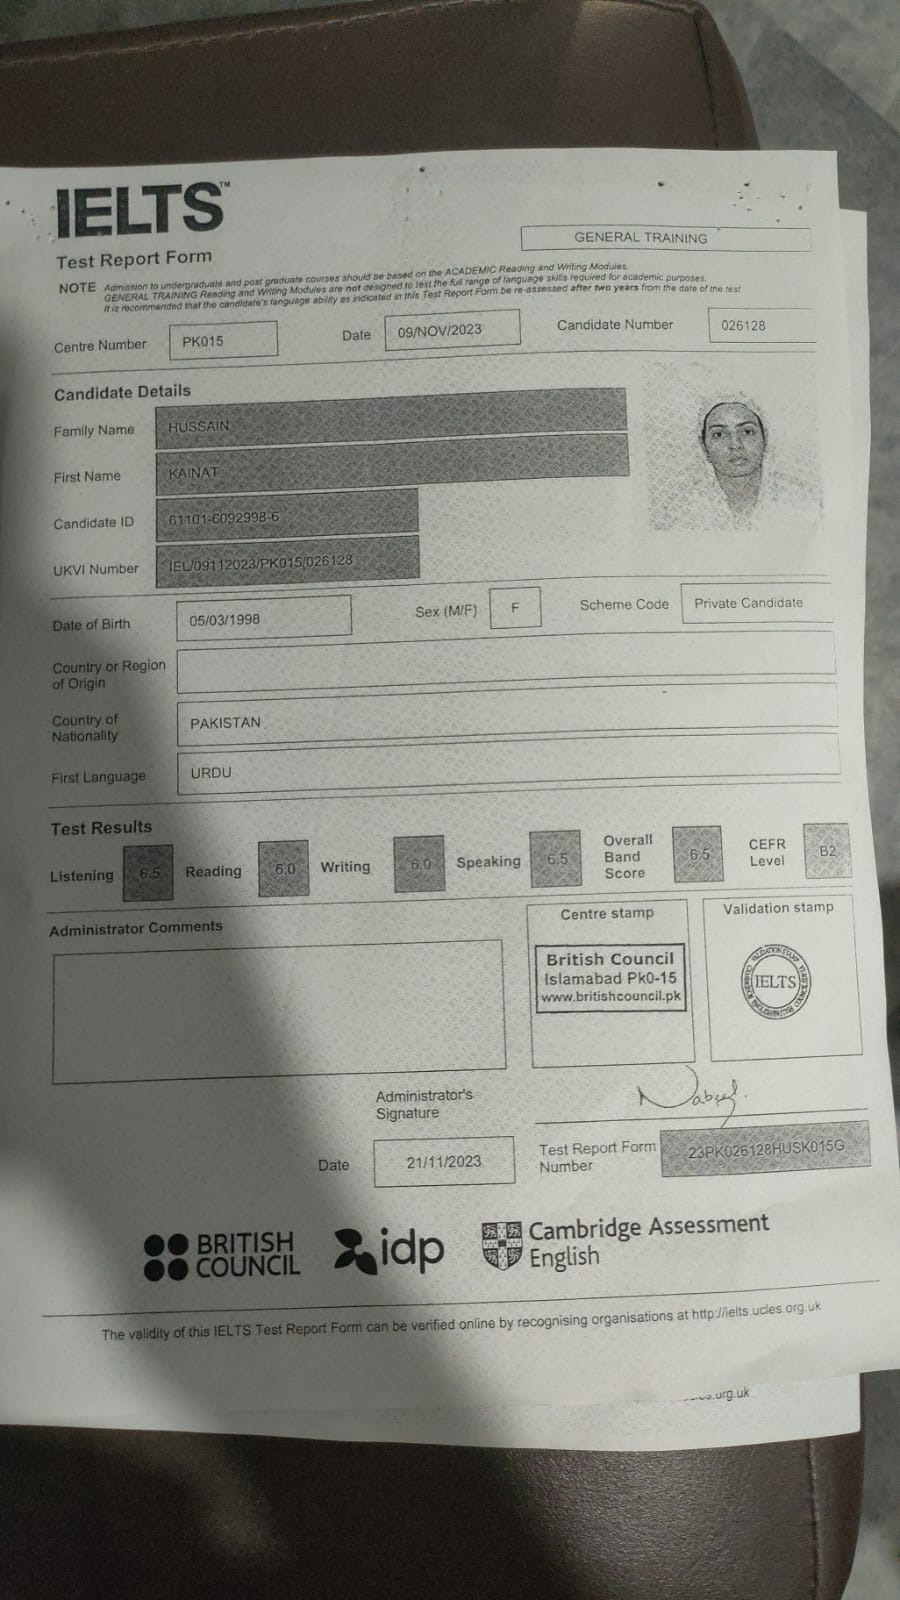 IELTS™
Test Report Form
GENERAL TRAINING
NOTE Admission to undergraduate and post graduate courses should be based on the ACADEMIC Reading and Writing Modules.
GENERAL TRAINING Reading and Writing Modules are not designed to test the full range of language skills required for academic purposes.
It is recommended that the candidate's language ability as indicated in this Test Report Form be re-assessed after two years from the date of the test.
Centre Number PK015 Date 09/NOV/2023 Candidate Number 026128
Candidate Details
Family Name HUSSAIN
First Name KAINAT
Candidate ID 61101-6092998-6
UKVI Number IEL/09112023/PK015/026128
Date of Birth 05/03/1998 Sex (M/F) F Scheme Code Private Candidate
Country or Region
of Origin
Country of
Nationality PAKISTAN
First Language URDU
Test Results
Listening 6.5 Reading 6.0 Writing 6.0 Speaking 6.5 Overall Band Score 6.5 CEFR Level B2
Administrator Comments
Centre stamp
Validation stamp
British Council
Islamabad Pk0-15
www.britishcouncil.pk
IELTS
Administrator's
Signature
Nabeel.
Date 21/11/2023
Test Report Form
Number 23PK026128HUSK015G
BRITISH
COUNCIL
idp
Cambridge Assessment
English
The validity of this IELTS Test Report Form can be verified online by recognising organisations at http://ielts.ucles.org.uk
.org.uk